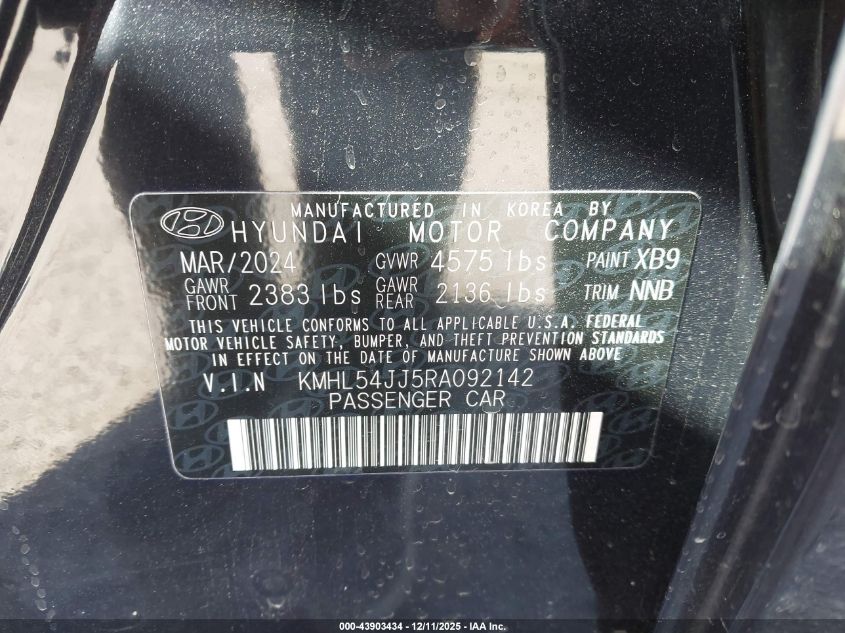 MANUFACTURED IN KOREA BY
HYUNDAI MOTOR COMPANY
MAR/2024 GVWR 4575 lbs PAINT XB9
GAWR FRONT 2383 lbs GAWR REAR 2136 lbs TRIM NNB
THIS VEHICLE CONFORMS TO ALL APPLICABLE U.S.A. FEDERAL
MOTOR VEHICLE SAFETY, BUMPER, AND THEFT PREVENTION STANDARDS
IN EFFECT ON THE DATE OF MANUFACTURE SHOWN ABOVE
V.I.N KMHL54JJ5RA092142
PASSENGER CAR
000-43903434 - 12/11/2025 - IAA Inc.